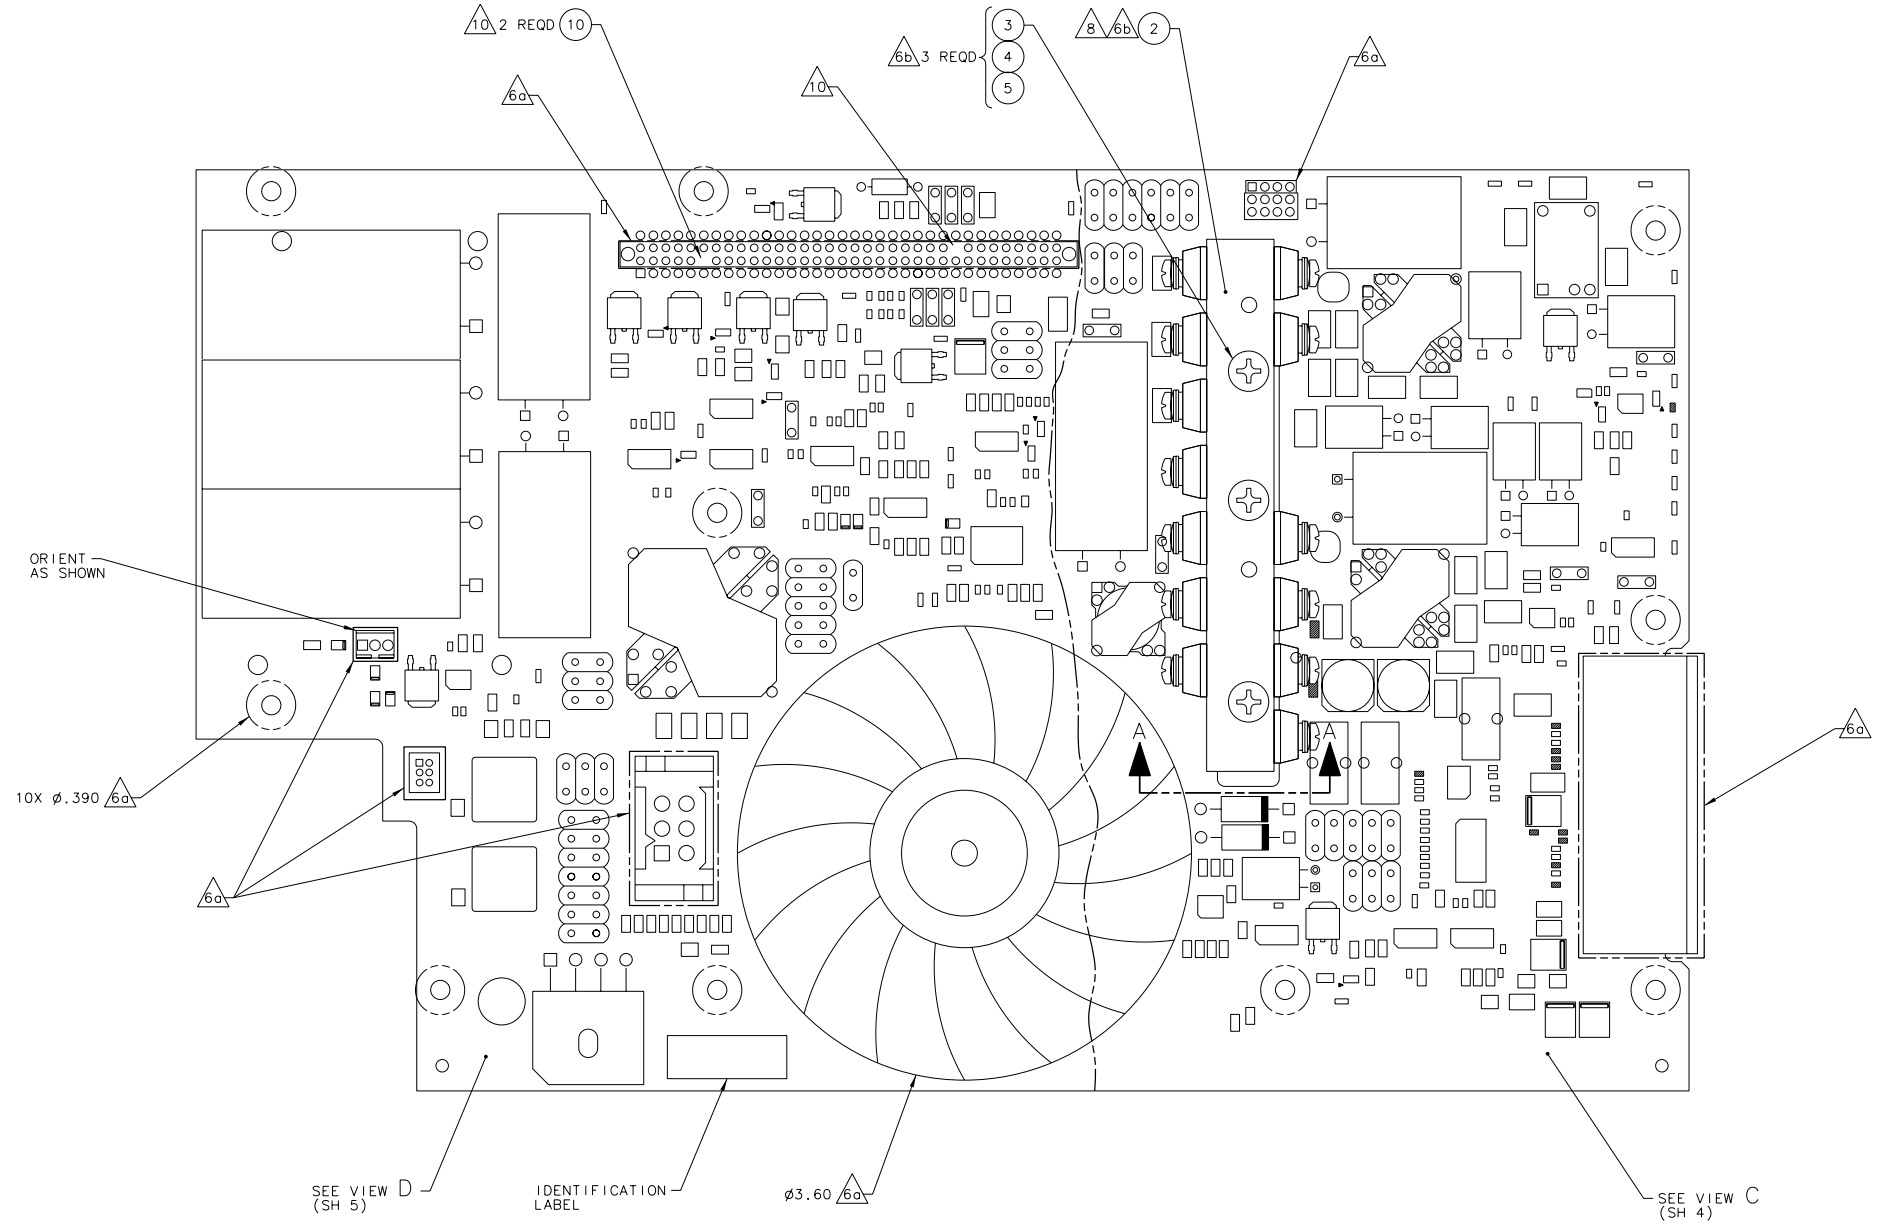 10 2 REQD 10
6a
10
6b 3 REQD
3
4
5
8 6b 2
6a
ORIENT
AS SHOWN
10X ø.390 6a
6a
A A
6a
SEE VIEW D
(SH 5)
IDENTIFICATION
LABEL
ø3.60 6a
SEE VIEW C
(SH 4)